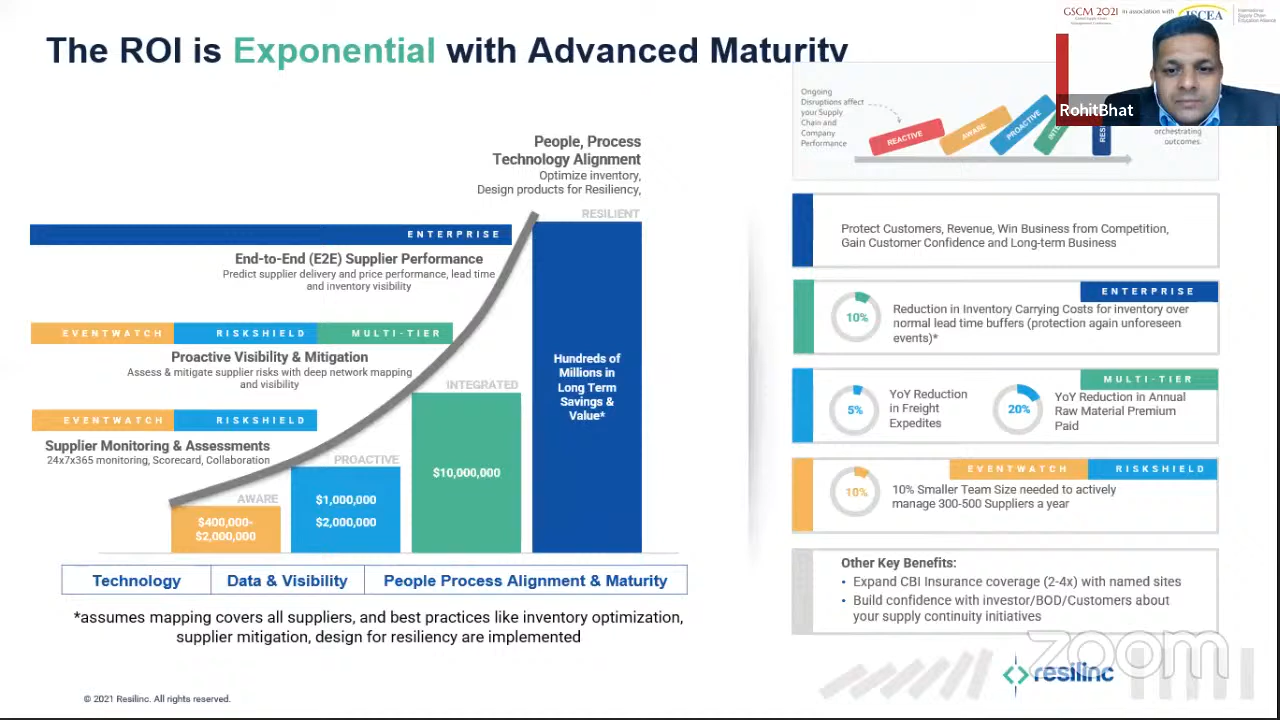 The ROI is Exponential with Advanced Maturity
GSCM 2021 in association with ISCEA
RohitBhat
Ongoing
Disruptions affect
your Supply
Chain and
Company
Performance
REACTIVE
AWARE
PROACTIVE
orchestrating
outcomes.
People, Process
Technology Alignment
Optimize inventory,
Design products for Resiliency,
RESILIENT
ENTERPRISE
End-to-End (E2E) Supplier Performance
Predict supplier delivery and price performance, lead time
and inventory visibility
EVENTWATCH RISKSHIELD MULTI-TIER
Proactive Visibility & Mitigation
Assess & mitigate supplier risks with deep network mapping
and visibility
INTEGRATED
EVENTWATCH RISKSHIELD
Supplier Monitoring & Assessments
24x7x365 monitoring, Scorecard, Collaboration
PROACTIVE
AWARE
$400,000-
$2,000,000
$1,000,000
$2,000,000
$10,000,000
Hundreds of
Millions in
Long Term
Savings &
Value*
Technology Data & Visibility People Process Alignment & Maturity
*assumes mapping covers all suppliers, and best practices like inventory optimization,
supplier mitigation, design for resiliency are implemented
© 2021 Resilinc. All rights reserved.
Protect Customers, Revenue, Win Business from Competition,
Gain Customer Confidence and Long-term Business
ENTERPRISE
10%
Reduction in Inventory Carrying Costs for inventory over
normal lead time buffers (protection again unforeseen
events)*
MULTI-TIER
5%
YoY Reduction
in Freight
Expedites
20%
YoY Reduction in Annual
Raw Material Premium
Paid
EVENTWATCH RISKSHIELD
10%
10% Smaller Team Size needed to actively
manage 300-500 Suppliers a year
Other Key Benefits:
• Expand CBI Insurance coverage (2-4x) with named sites
• Build confidence with investor/BOD/Customers about
your supply continuity initiatives
zoom
resilinc